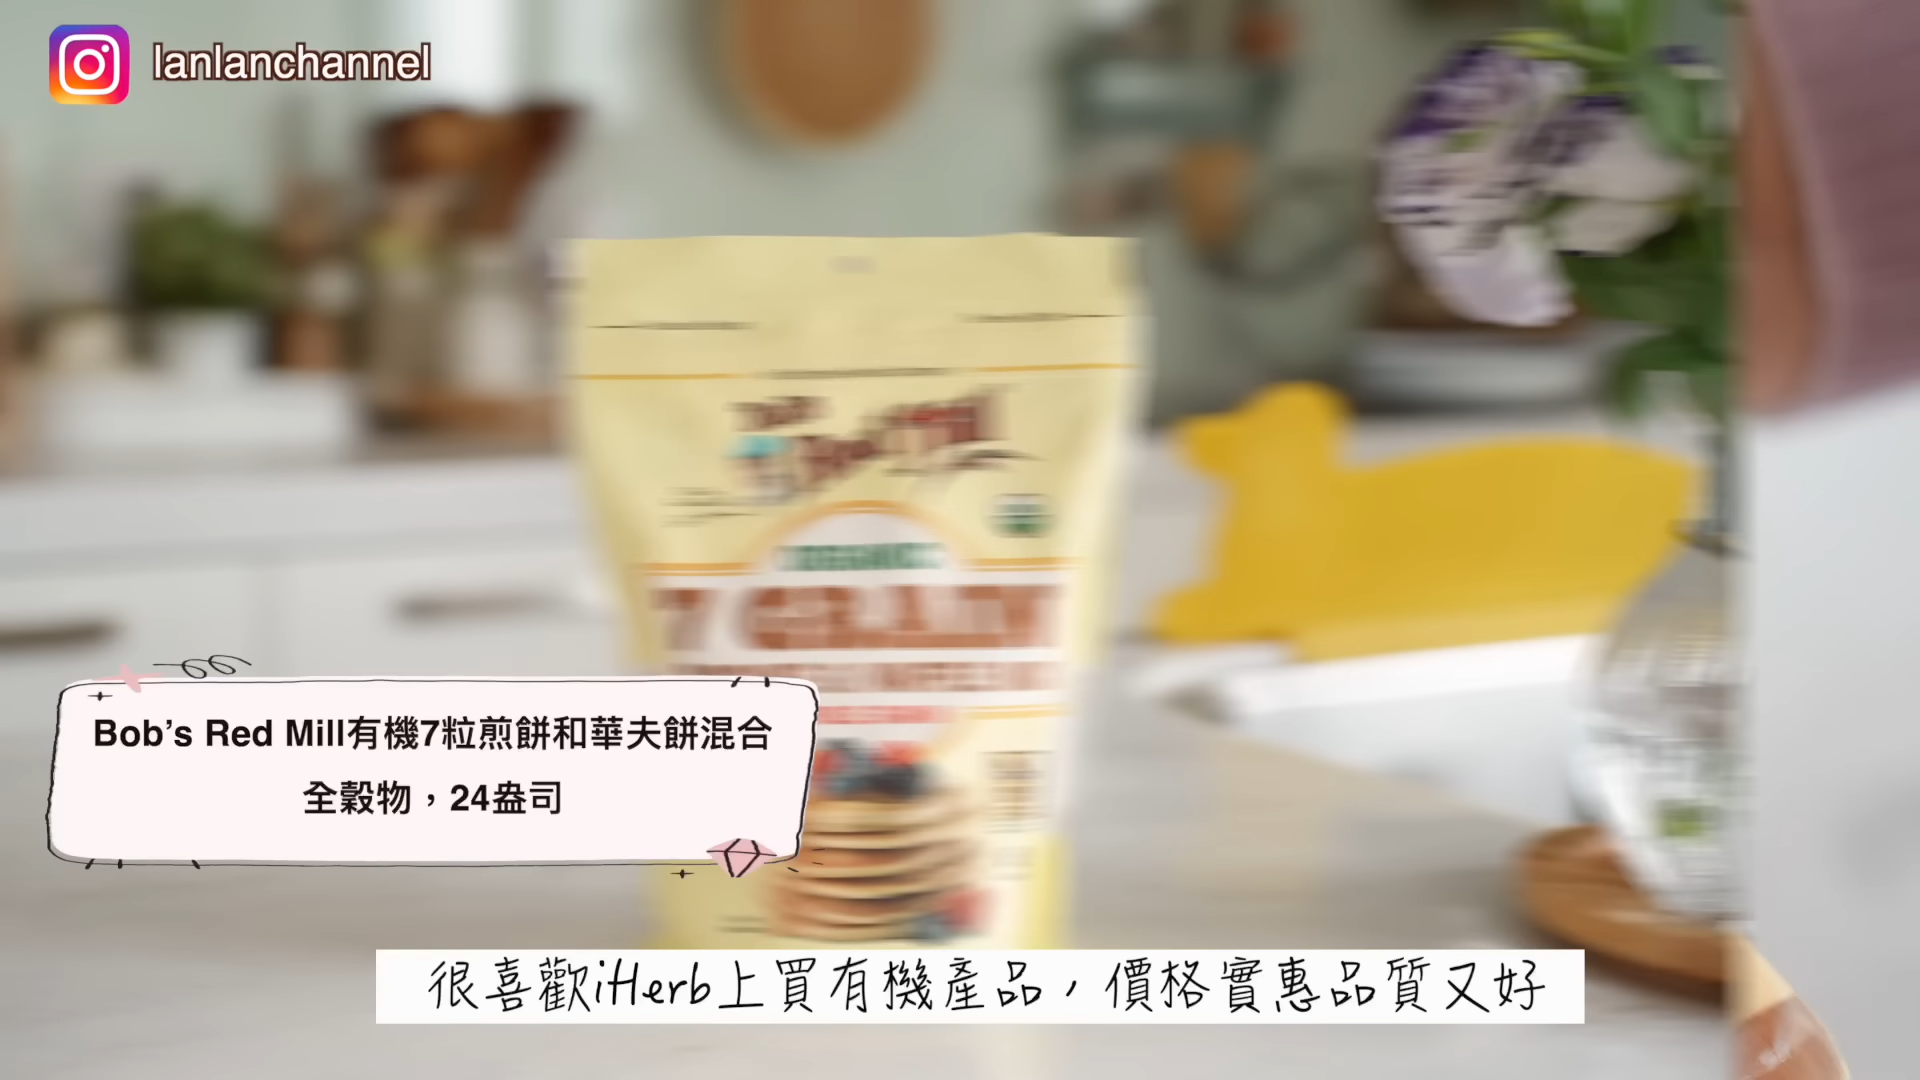 lanlanchannel
ORGANIC
Bob’s Red Mill有機7粒煎餅和華夫餅混合
全穀物，24盎司
很喜歡iHerb上買有機產品，價格實惠品質又好